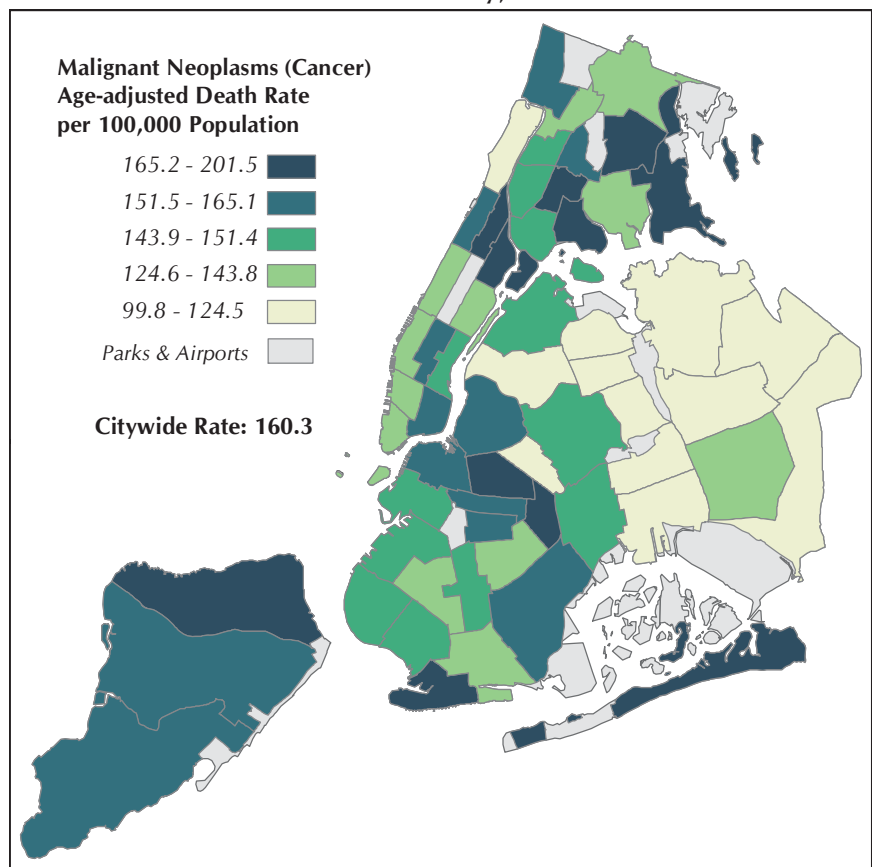 Malignant Neoplasms (Cancer)
Age-adjusted Death Rate
per 100,000 Population
165.2 - 201.5
151.5 - 165.1
143.9 - 151.4
124.6 - 143.8
99.8 - 124.5
Parks & Airports
Citywide Rate: 160.3